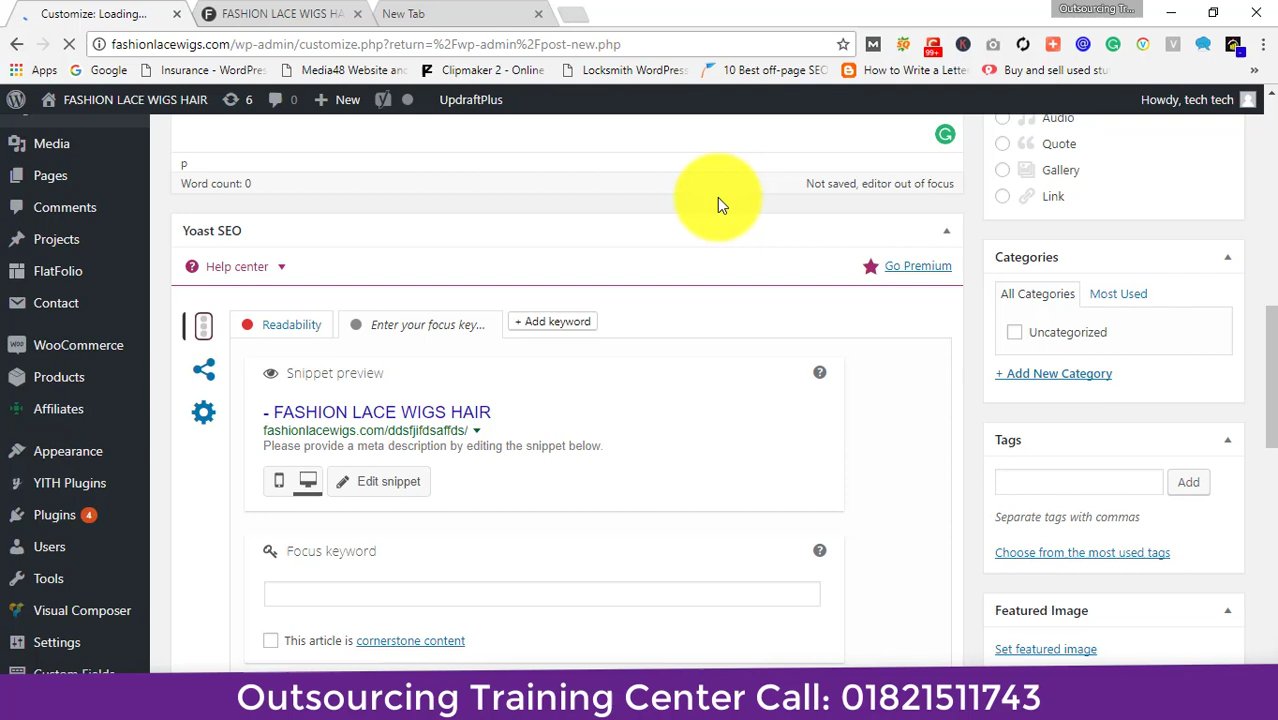 Customize: Loading...
FASHION LACE WIGS HA
New Tab
Outsourcing Tr...
fashionlacewigs.com/wp-admin/customize.php?return=%2Fwp-admin%2Fpost-new.php
99+
Apps
Google
Insurance - WordPres
Media48 Website and
Clipmaker 2 - Online
Locksmith WordPress
10 Best off-page SEO
How to Write a Letter
Buy and sell used stu
»
FASHION LACE WIGS HAIR
6
0
New
UpdraftPlus
Howdy, tech tech
Media
Pages
Comments
Projects
FlatFolio
Contact
WooCommerce
Products
Affiliates
Appearance
YITH Plugins
Plugins 4
Users
Tools
Visual Composer
Settings
Custom Fields
p
Word count: 0
Not saved, editor out of focus
Yoast SEO
Help center
Go Premium
Readability
Enter your focus key...
+ Add keyword
Snippet preview
- FASHION LACE WIGS HAIR
fashionlacewigs.com/ddsfjifdsaffds/
Please provide a meta description by editing the snippet below.
Edit snippet
Focus keyword
This article is cornerstone content
Audio
Quote
Gallery
Link
Categories
All Categories
Most Used
Uncategorized
+ Add New Category
Tags
Add
Separate tags with commas
Choose from the most used tags
Featured Image
Set featured image
Outsourcing Training Center Call: 01821511743